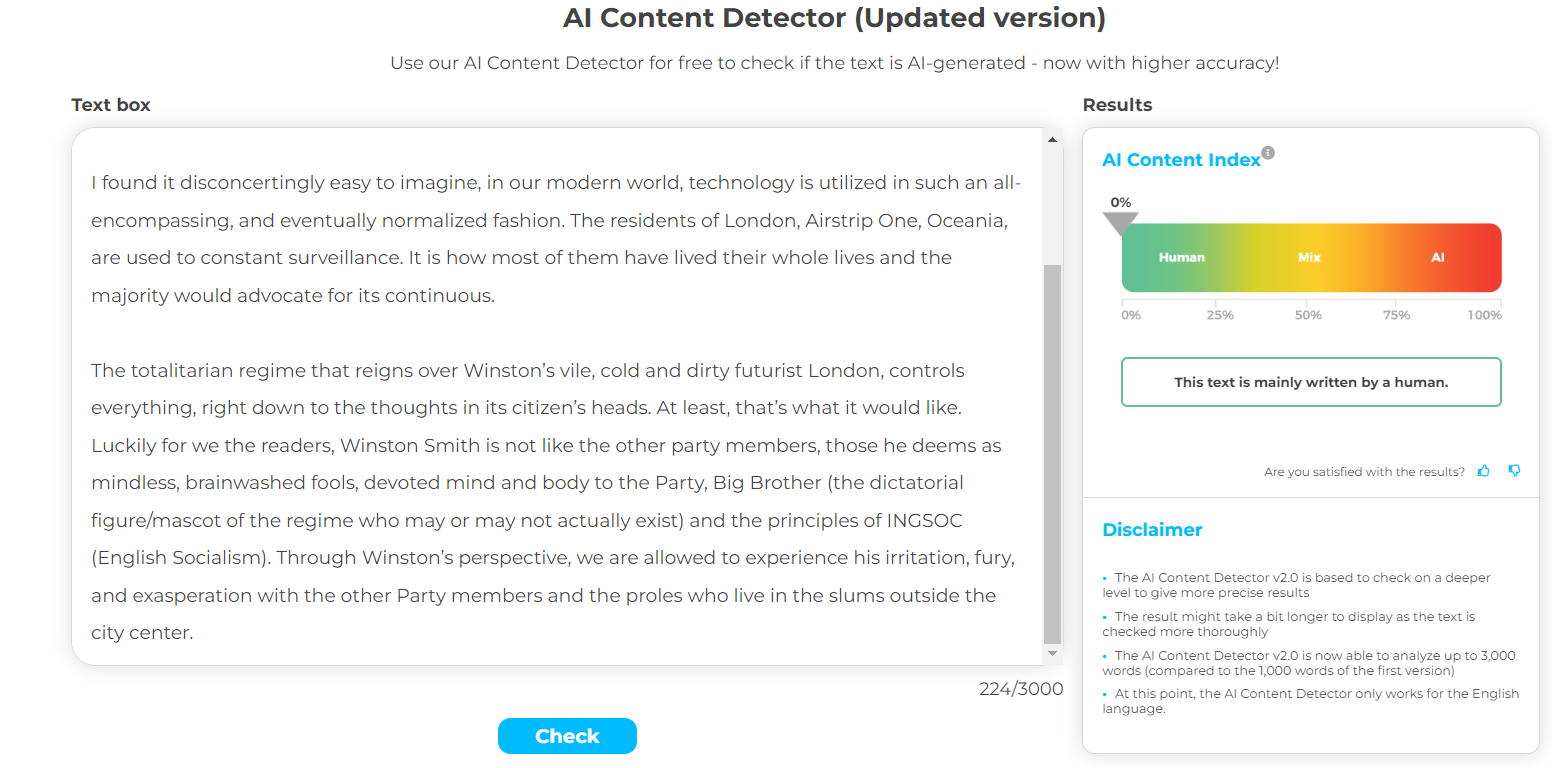 AI Content Detector (Updated version)
Use our AI Content Detector for free to check if the text is AI-generated - now with higher accuracy!
Text box
I found it disconcertingly easy to imagine, in our modern world, technology is utilized in such an all-
encompassing, and eventually normalized fashion. The residents of London, Airstrip One, Oceania,
are used to constant surveillance. It is how most of them have lived their whole lives and the
majority would advocate for its continuous.
The totalitarian regime that reigns over Winston’s vile, cold and dirty futurist London, controls
everything, right down to the thoughts in its citizen’s heads. At least, that’s what it would like.
Luckily for we the readers, Winston Smith is not like the other party members, those he deems as
mindless, brainwashed fools, devoted mind and body to the Party, Big Brother (the dictatorial
figure/mascot of the regime who may or may not actually exist) and the principles of INGSOC
(English Socialism). Through Winston’s perspective, we are allowed to experience his irritation, fury,
and exasperation with the other Party members and the proles who live in the slums outside the
city center.
224/3000
Check
Results
AI Content Index
0%
Human Mix AI
0% 25% 50% 75% 100%
This text is mainly written by a human.
Are you satisfied with the results?
Disclaimer
• The AI Content Detector v2.0 is based to check on a deeper
level to give more precise results
• The result might take a bit longer to display as the text is
checked more thoroughly
• The AI Content Detector v2.0 is now able to analyze up to 3,000
words (compared to the 1,000 words of the first version)
• At this point, the AI Content Detector only works for the English
language.